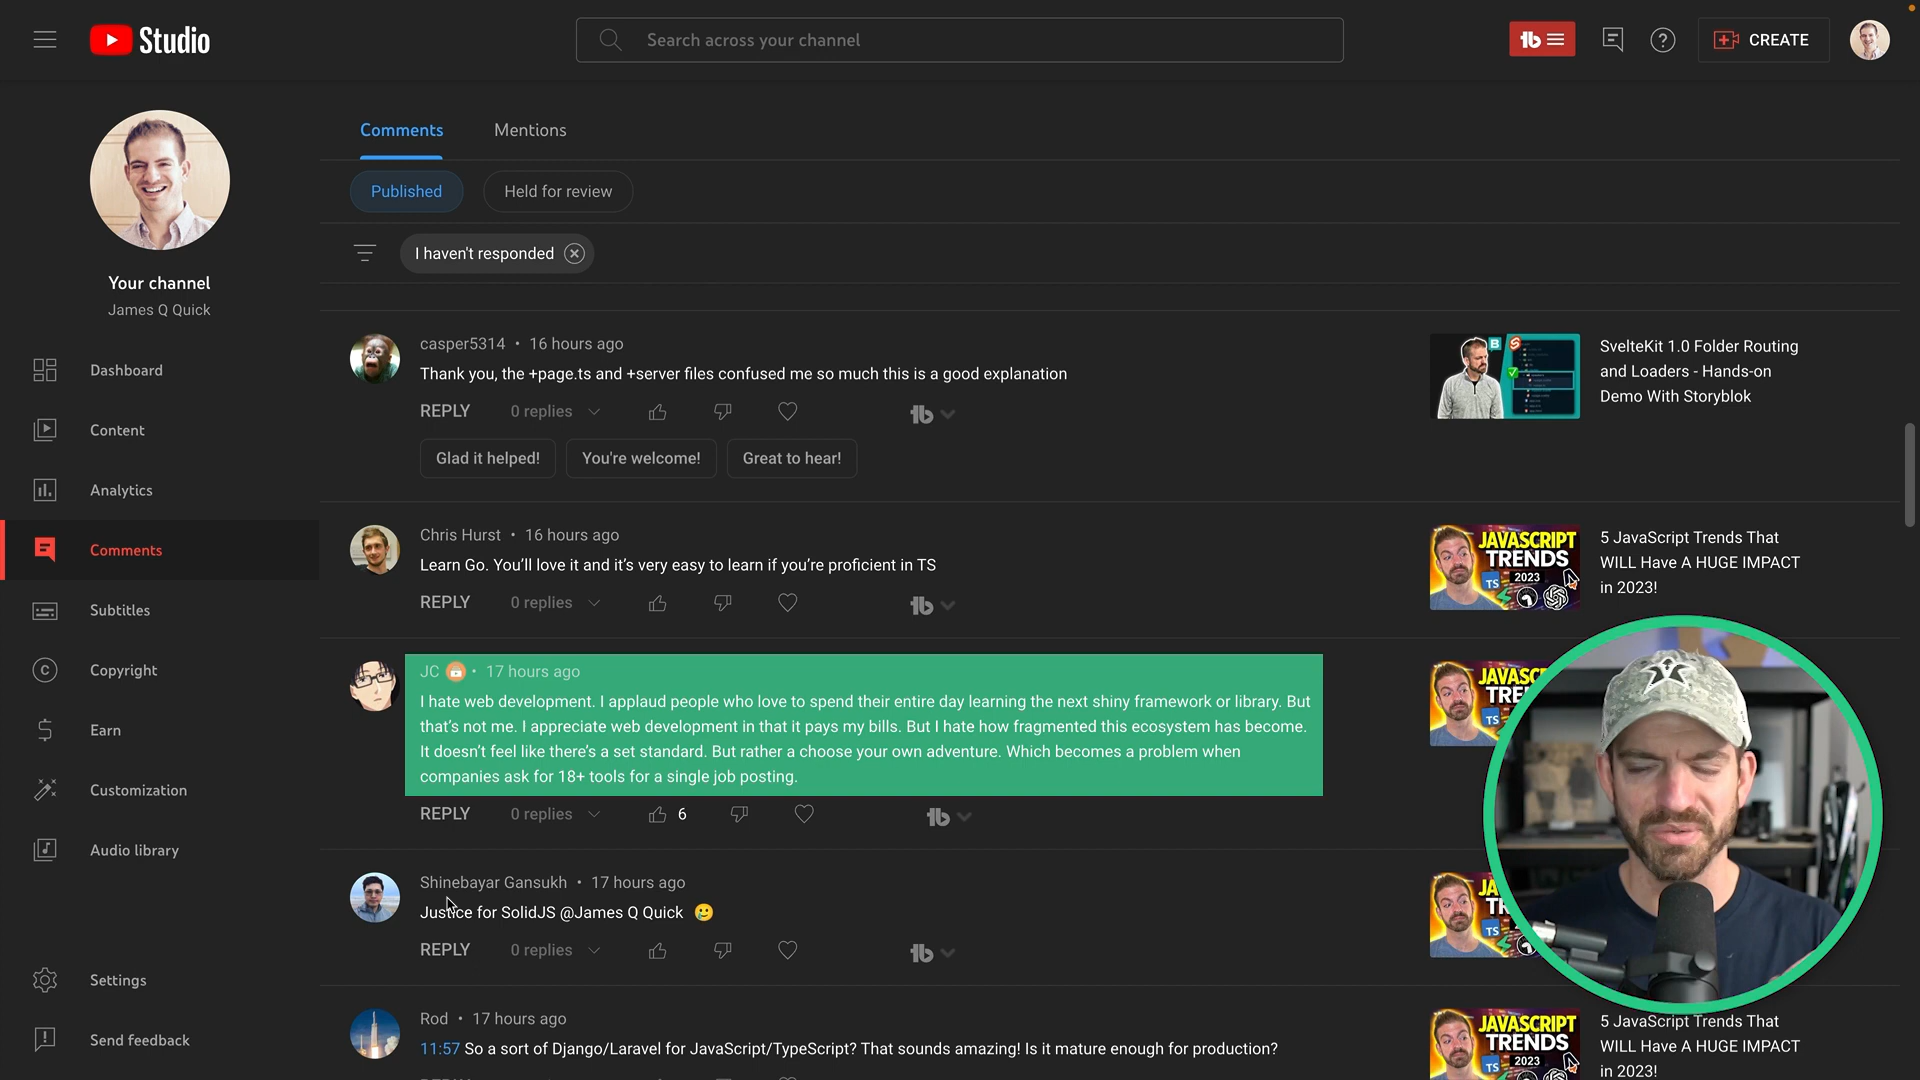 Studio
Search across your channel
CREATE
Your channel
James Q Quick
Dashboard
Content
Analytics
Comments
Subtitles
Copyright
Earn
Customization
Audio library
Settings
Send feedback
Comments
Mentions
Published
Held for review
I haven't responded
casper5314 • 16 hours ago
Thank you, the +page.ts and +server files confused me so much this is a good explanation
REPLY 0 replies
Glad it helped! You're welcome! Great to hear!
SvelteKit 1.0 Folder Routing
and Loaders - Hands-on
Demo With Storyblok
Chris Hurst • 16 hours ago
Learn Go. You’ll love it and it’s very easy to learn if you’re proficient in TS
REPLY 0 replies
JAVASCRIPT
TRENDS
2023
TS
5 JavaScript Trends That
WILL Have A HUGE IMPACT
in 2023!
JC • 17 hours ago
I hate web development. I applaud people who love to spend their entire day learning the next shiny framework or library. But
that’s not me. I appreciate web development in that it pays my bills. But I hate how fragmented this ecosystem has become.
It doesn’t feel like there’s a set standard. But rather a choose your own adventure. Which becomes a problem when
companies ask for 18+ tools for a single job posting.
REPLY 0 replies 6
TS
Shinebayar Gansukh • 17 hours ago
Justice for SolidJS @James Q Quick 🥲
REPLY 0 replies
TS
Rod • 17 hours ago
11:57 So a sort of Django/Laravel for JavaScript/TypeScript? That sounds amazing! Is it mature enough for production?
JAVASCRIPT
TRENDS
2023
TS
5 JavaScript Trends That
WILL Have A HUGE IMPACT
in 2023!